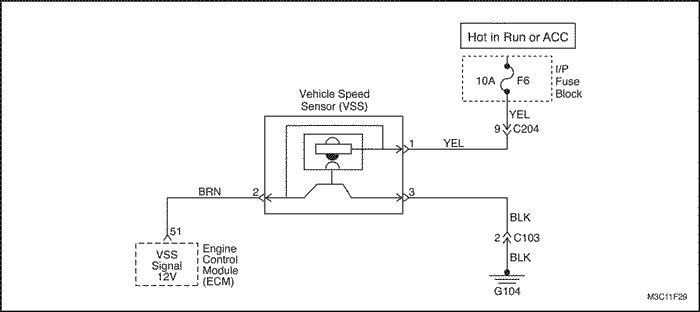 Hot in Run or ACC
10A F6
I/P
Fuse
Block
YEL
9 C204
Vehicle Speed
Sensor (VSS)
1
YEL
BRN
2
3
BLK
51
2 C103
VSS
Signal
12V
Engine
Control
Module
(ECM)
BLK
G104
M3C11F29